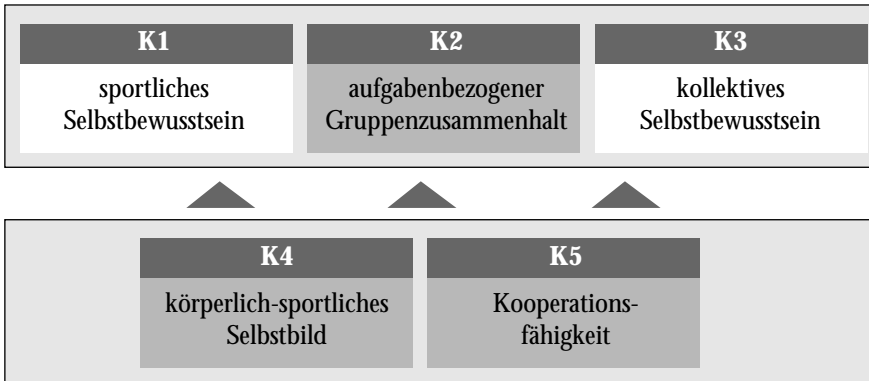 K1
sportliches
Selbstbewusstsein
K2
aufgabenbezogener
Gruppenzusammenhalt
K3
kollektives
Selbstbewusstsein
K4
körperlich-sportliches
Selbstbild
K5
Kooperations-
fähigkeit